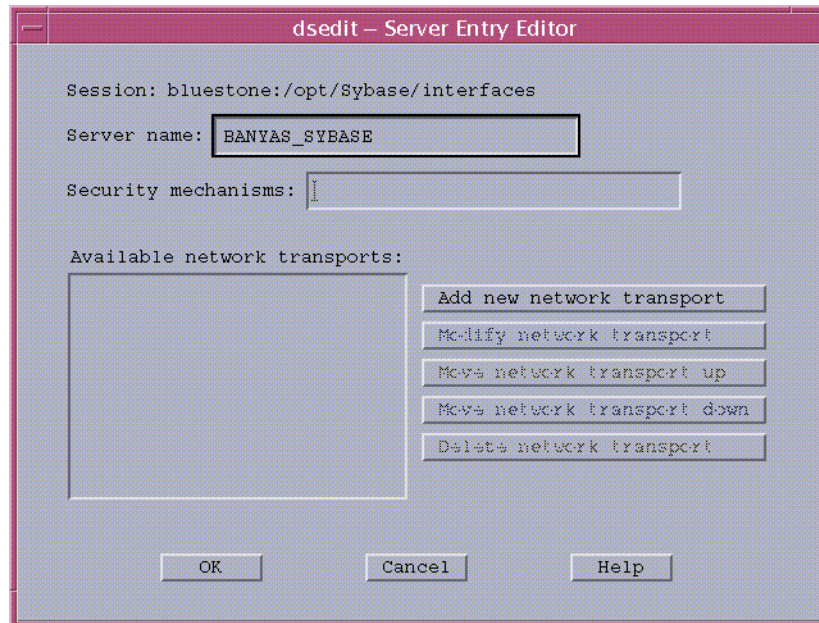 dsedit – Server Entry Editor
Session: bluestone:/opt/Sybase/interfaces
Server name: BANYAS_SYBASE
Security mechanisms:
Available network transports:
Add new network transport
Modify network transport
Move network transport up
Move network transport down
Delete network transport
OK Cancel Help